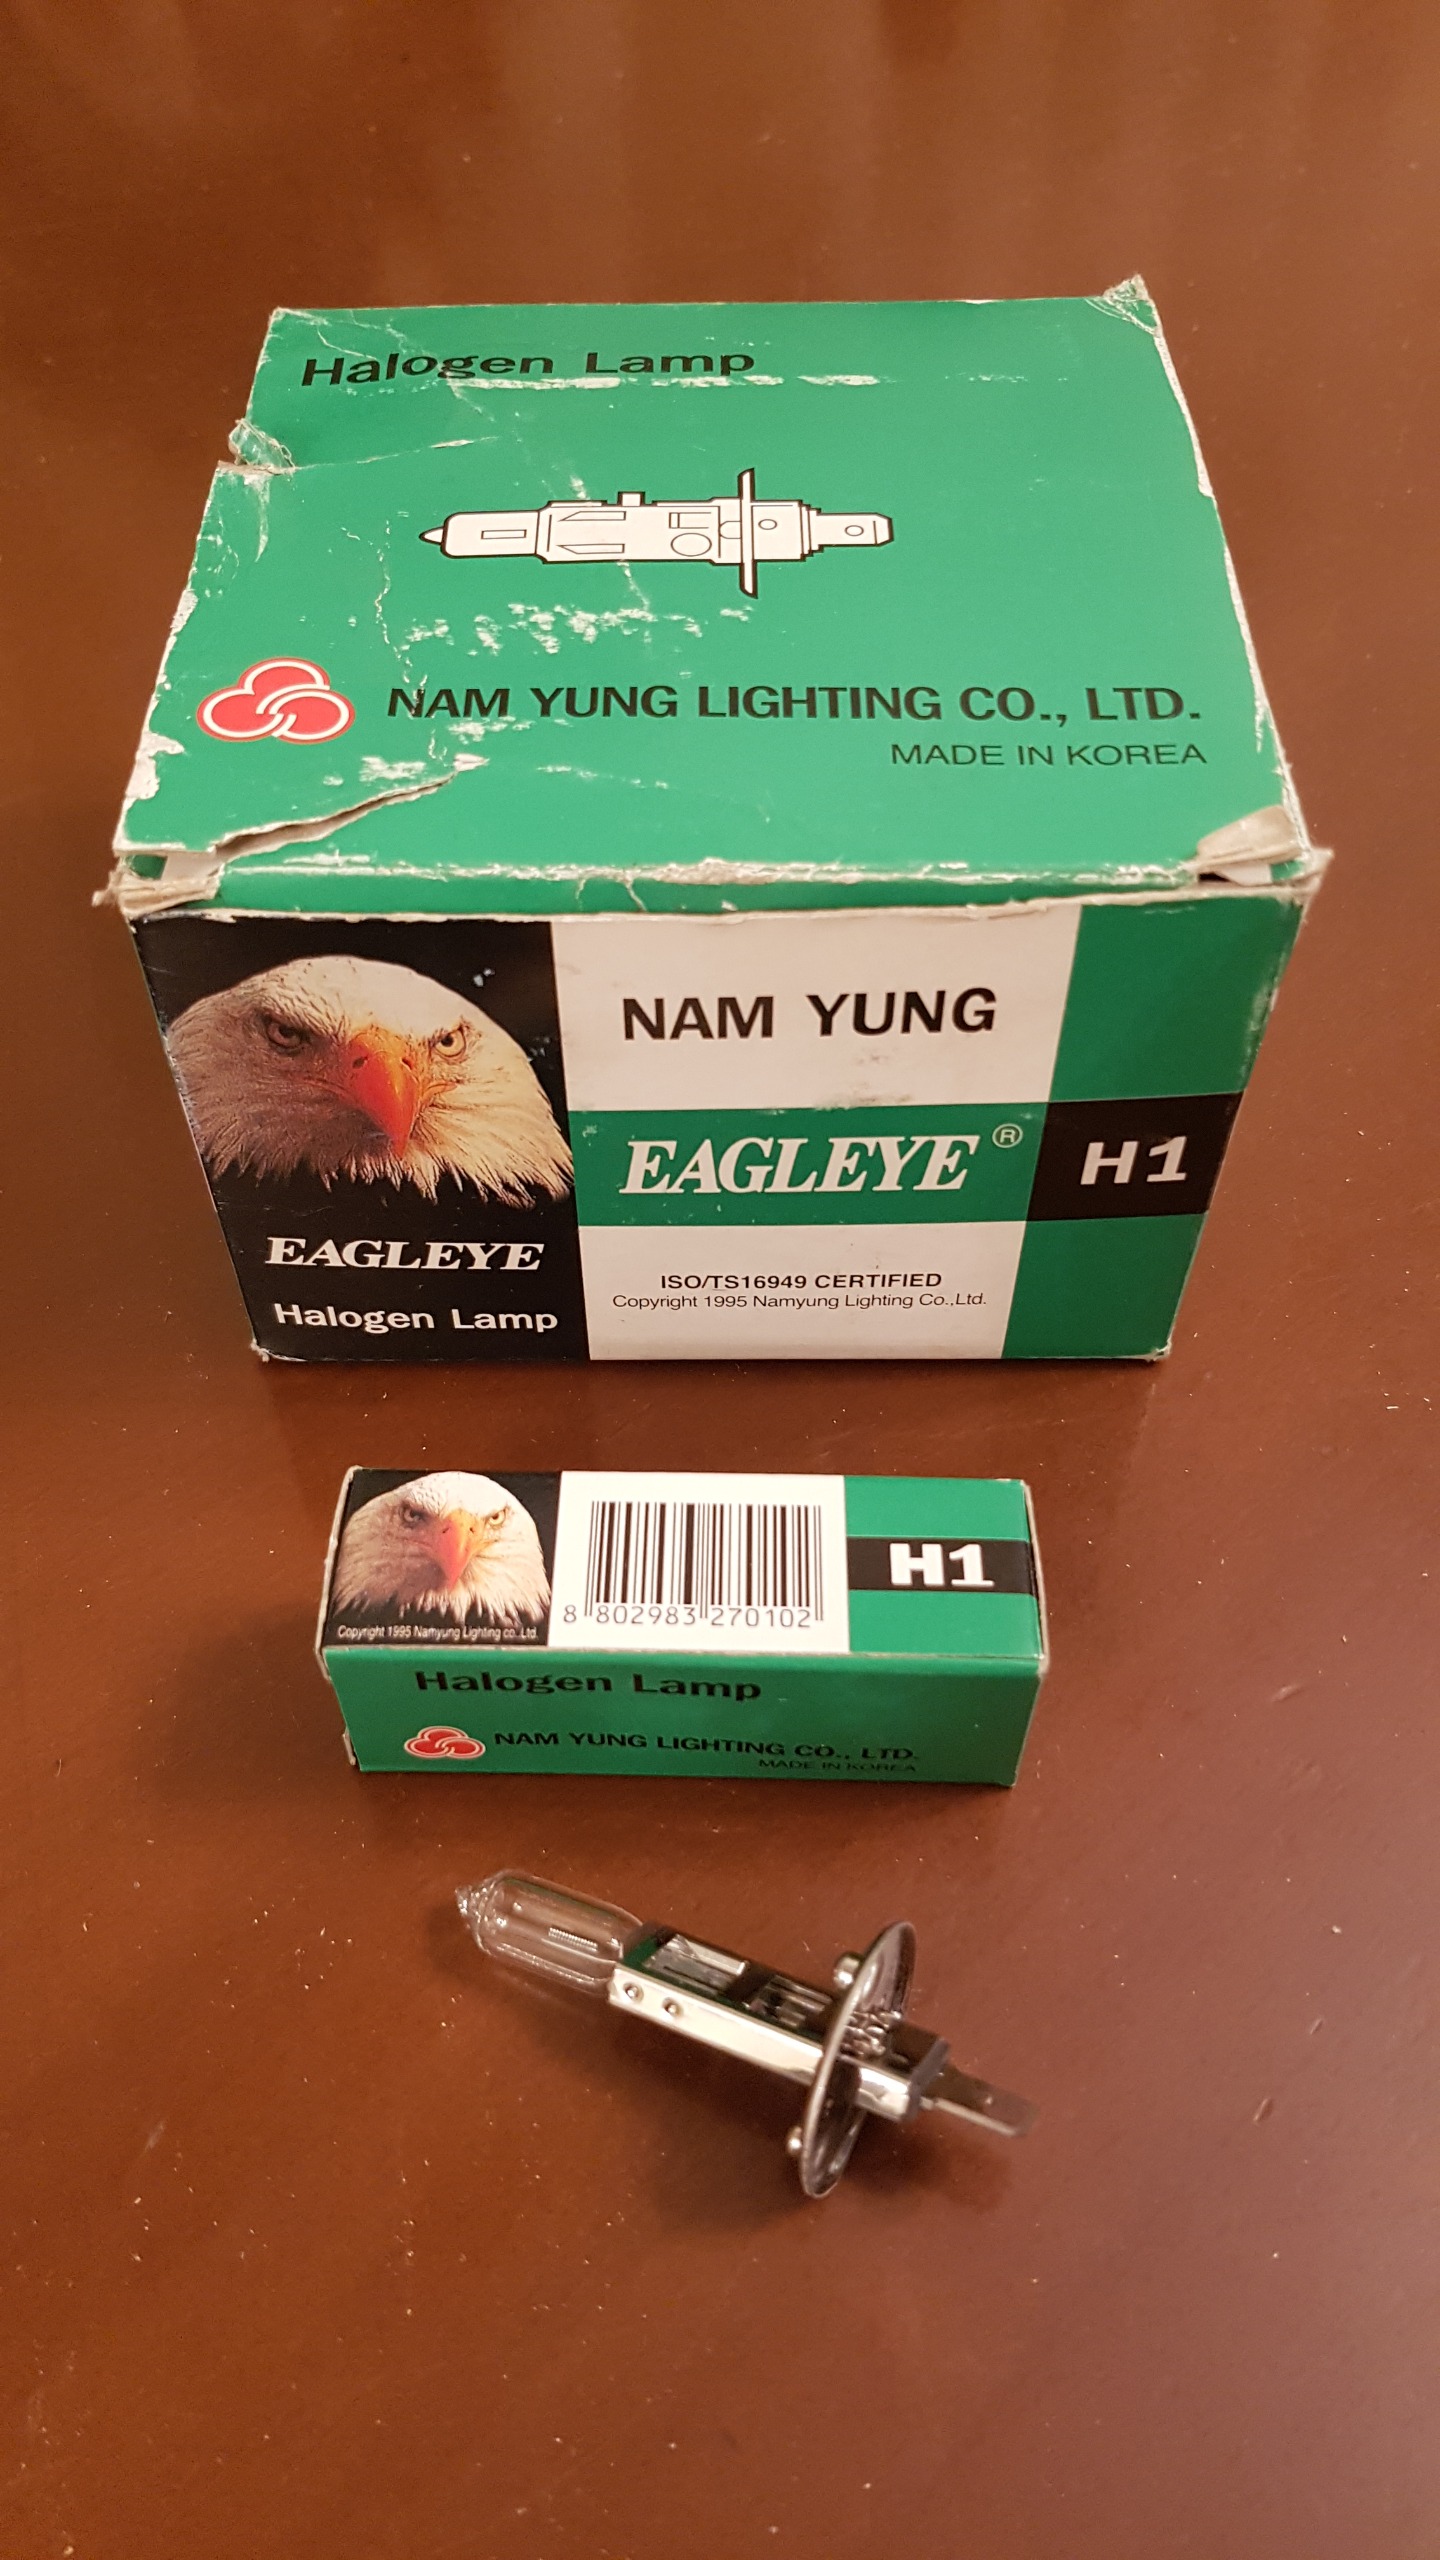 Halogen Lamp
NAM YUNG LIGHTING CO., LTD.
MADE IN KOREA
NAM YUNG
EAGLEYE®
H1
EAGLEYE
Halogen Lamp
ISO/TS16949 CERTIFIED
Copyright 1995 Namyung Lighting Co.,Ltd.
H1
8 802983 270102
Copyright 1995 Namyung Lighting co.,Ltd.
Halogen Lamp
NAM YUNG LIGHTING CO., LTD.
MADE IN KOREA